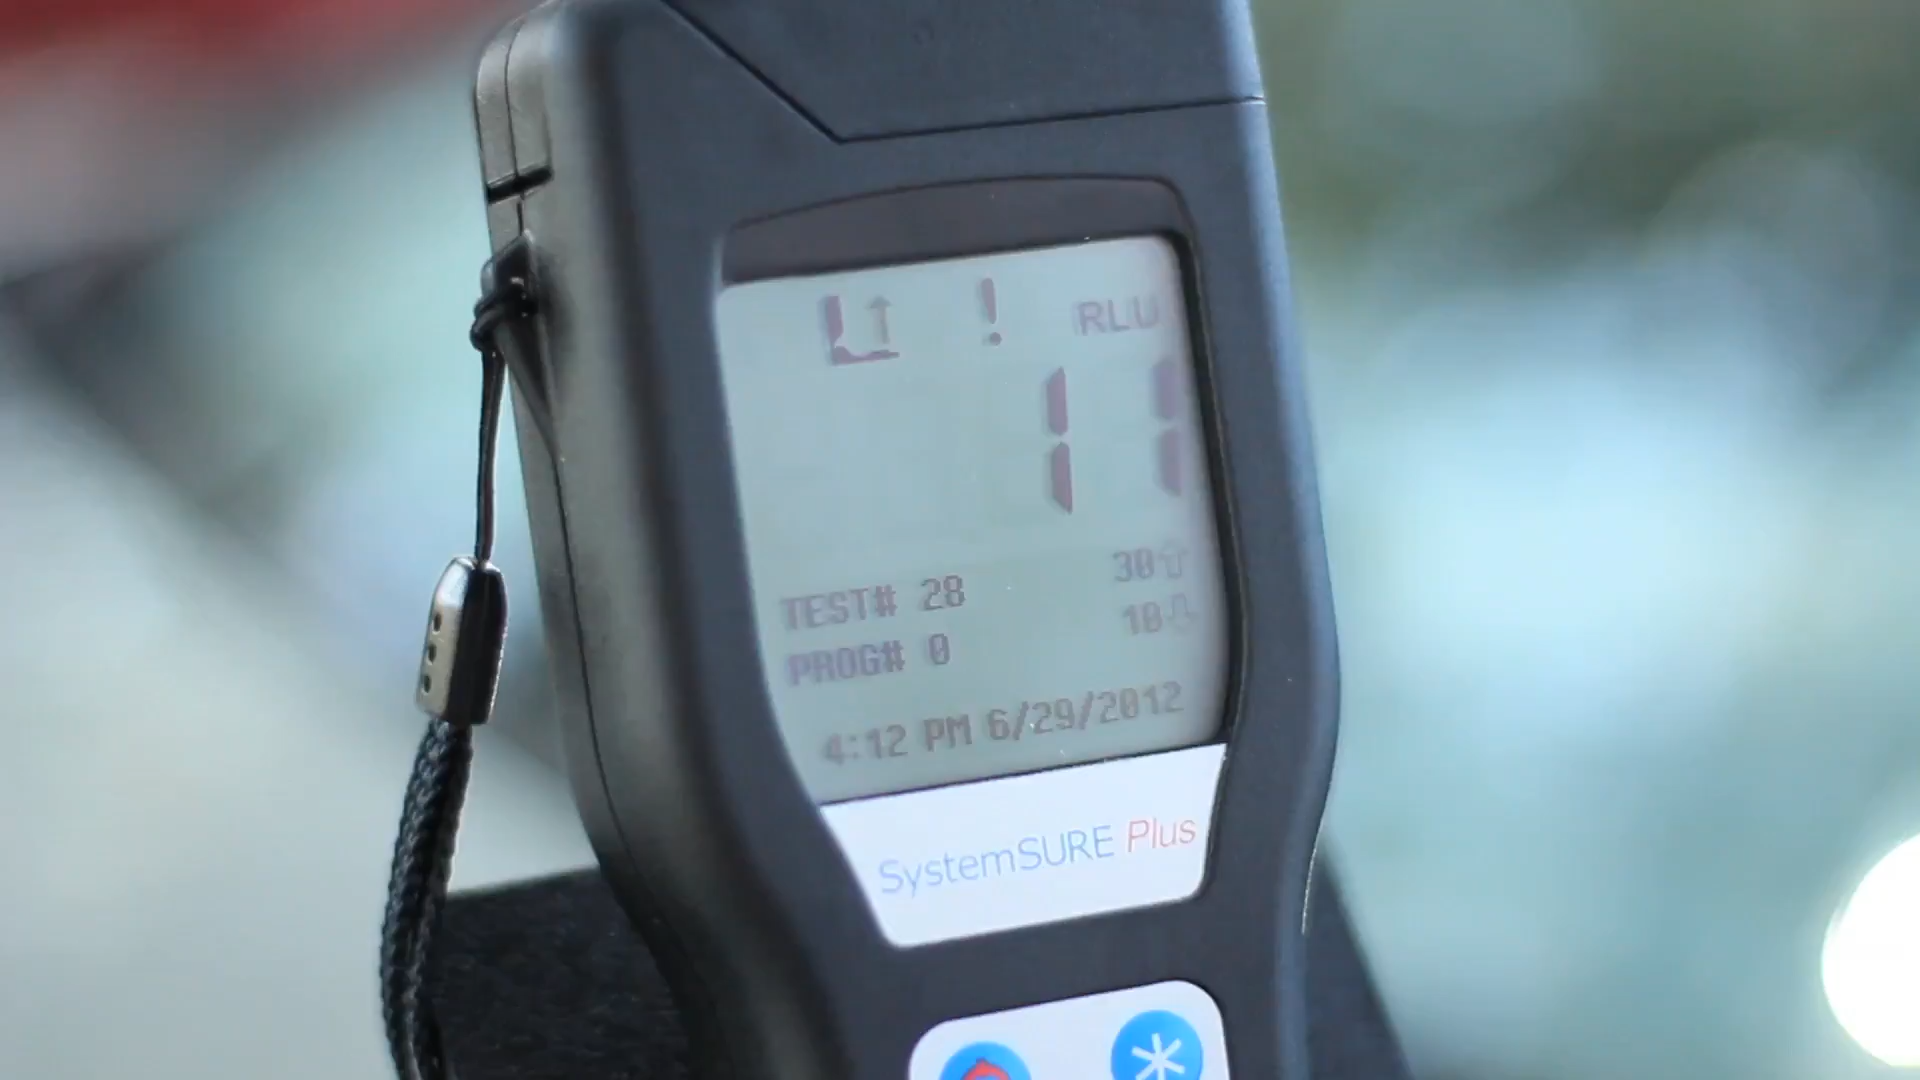 ! RLU
11
30
TEST# 28
10
PROG# 0
4:12 PM 6/29/2012
SystemSURE Plus